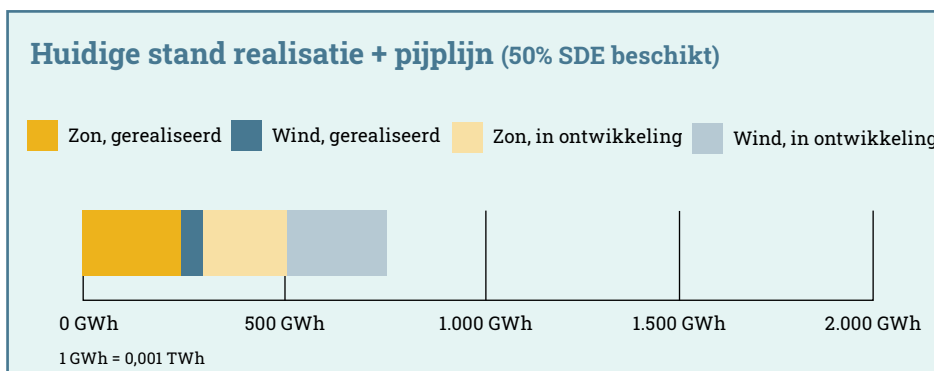 Huidige stand realisatie + pijplijn (50% SDE beschikt)
Zon, gerealiseerd Wind, gerealiseerd Zon, in ontwikkeling Wind, in ontwikkeling
0 GWh 500 GWh 1.000 GWh 1.500 GWh 2.000 GWh
1 GWh = 0,001 TWh